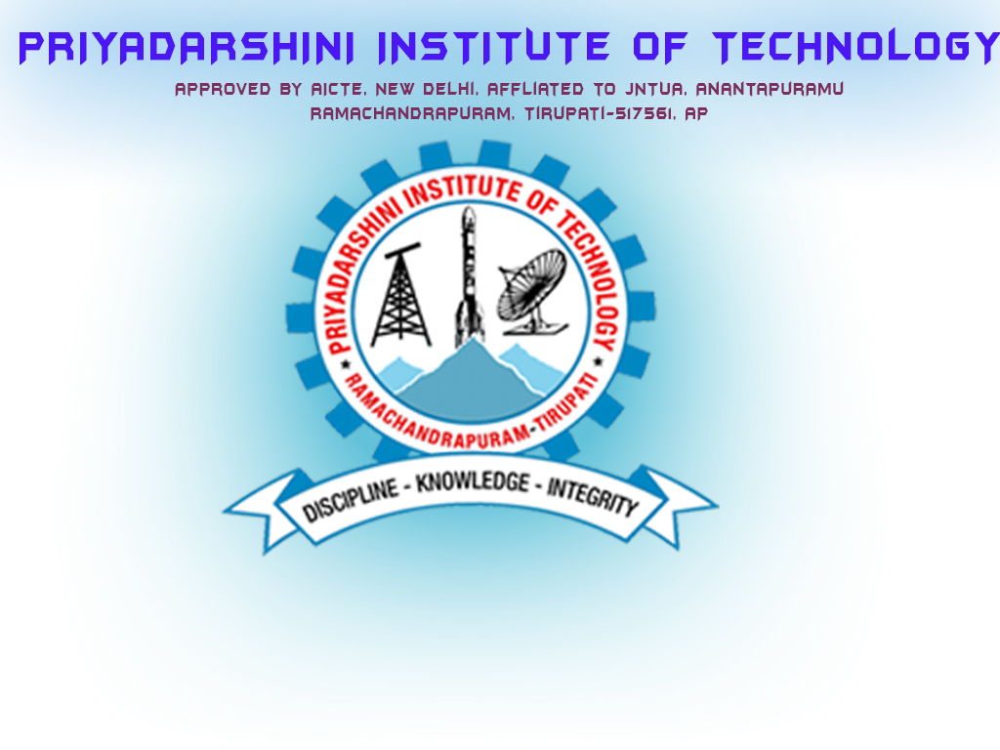 PRIYADARSHINI INSTITUTE OF TECHNOLOGY
APPROVED BY AICTE, NEW DELHI, AFFLIATED TO JNTUA, ANANTAPURAMU
RAMACHANDRAPURAM, TIRUPATI-517561, AP
PRIYADARSHINI INSTITUTE OF TECHNOLOGY
★ RAMACHANDRAPURAM-TIRUPATI ★
DISCIPLINE - KNOWLEDGE - INTEGRITY